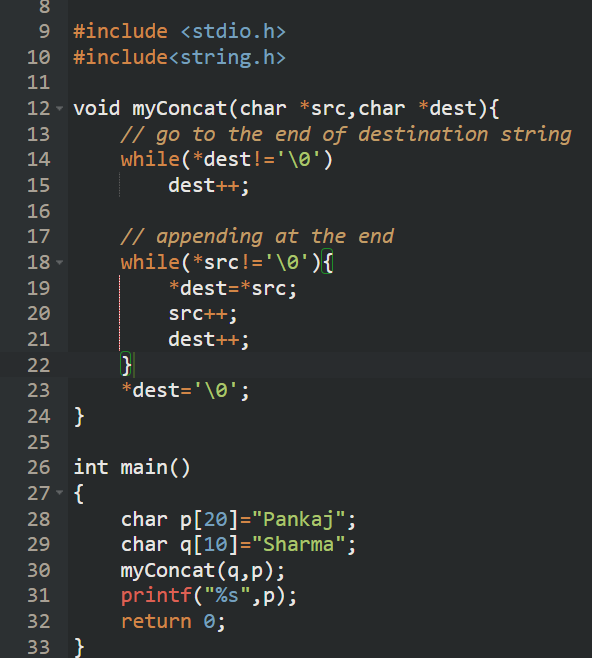 8
9 #include <stdio.h>
10 #include<string.h>
11
12 void myConcat(char *src,char *dest){
13     // go to the end of destination string
14     while(*dest!='\0')
15         dest++;
16
17     // appending at the end
18     while(*src!='\0'){
19         *dest=*src;
20         src++;
21         dest++;
22     }
23     *dest='\0';
24 }
25
26 int main()
27 {
28     char p[20]="Pankaj";
29     char q[10]="Sharma";
30     myConcat(q,p);
31     printf("%s",p);
32     return 0;
33 }